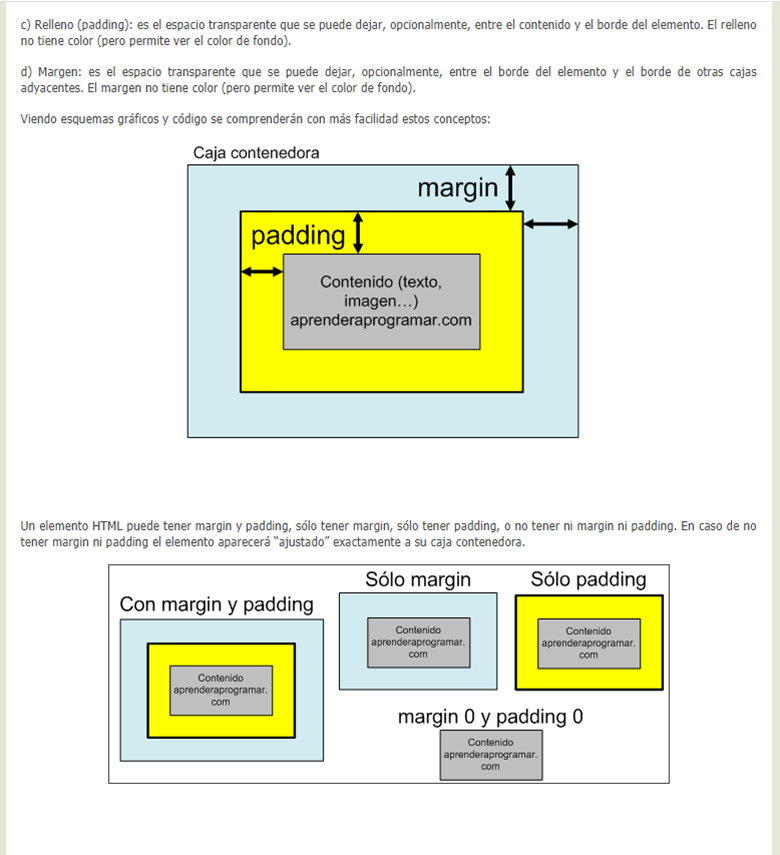 c) Relleno (padding): es el espacio transparente que se puede dejar, opcionalmente, entre el contenido y el borde del elemento. El relleno
no tiene color (pero permite ver el color de fondo).
d) Margen: es el espacio transparente que se puede dejar, opcionalmente, entre el borde del elemento y el borde de otras cajas
adyacentes. El margen no tiene color (pero permite ver el color de fondo).
Viendo esquemas gráficos y código se comprenderán con más facilidad estos conceptos:
Caja contenedora
margin
padding
Contenido (texto,
imagen…)
aprenderaprogramar.com
Un elemento HTML puede tener margin y padding, sólo tener margin, sólo tener padding, o no tener ni margin ni padding. En caso de no
tener margin ni padding el elemento aparecerá “ajustado” exactamente a su caja contenedora.
Con margin y padding
Contenido
aprenderaprogramar.
com
Sólo margin
Contenido
aprenderaprogramar.
com
Sólo padding
Contenido
aprenderaprogramar.
com
margin 0 y padding 0
Contenido
aprenderaprogramar.
com